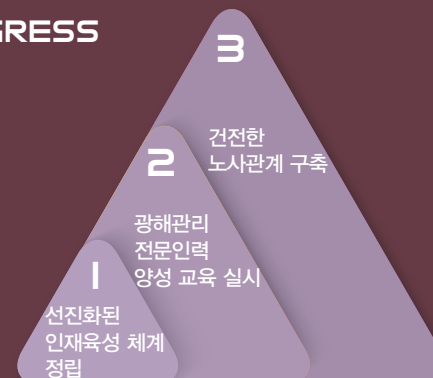 GRESS
3
건전한
노사관계 구축
2
광해관리
전문인력
양성 교육 실시
1
선진화된
인재육성 체계
정립